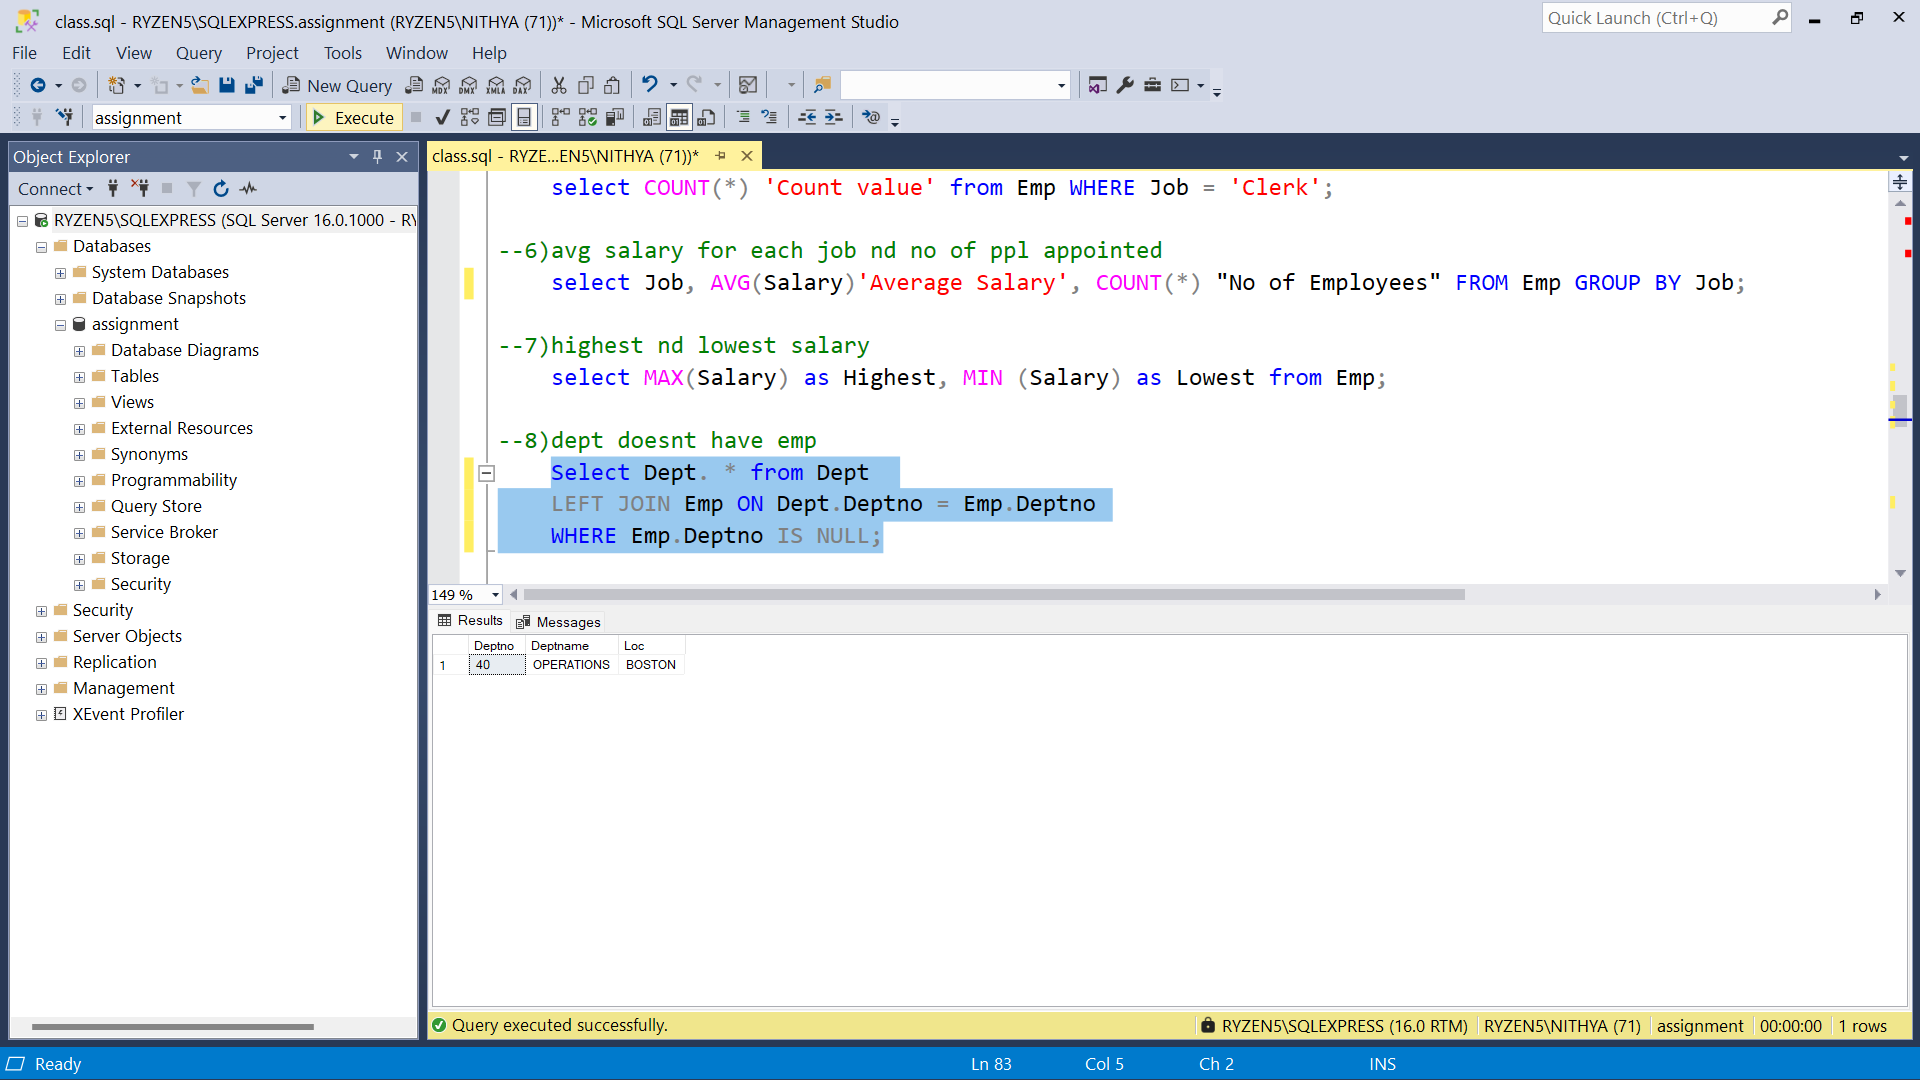 class.sql - RYZEN5\SQLEXPRESS.assignment (RYZEN5\NITHYA (71))* - Microsoft SQL Server Management Studio
Quick Launch (Ctrl+Q)
File Edit View Query Project Tools Window Help
New Query MDX DMX XMLA DAX
assignment Execute
Object Explorer
Connect
RYZEN5\SQLEXPRESS (SQL Server 16.0.1000 - RY
Databases
System Databases
Database Snapshots
assignment
Database Diagrams
Tables
Views
External Resources
Synonyms
Programmability
Query Store
Service Broker
Storage
Security
Security
Server Objects
Replication
Management
XEvent Profiler
class.sql - RYZE...EN5\NITHYA (71))*
select COUNT(*) 'Count value' from Emp WHERE Job = 'Clerk';
--6)avg salary for each job nd no of ppl appointed
select Job, AVG(Salary)'Average Salary', COUNT(*) "No of Employees" FROM Emp GROUP BY Job;
--7)highest nd lowest salary
select MAX(Salary) as Highest, MIN (Salary) as Lowest from Emp;
--8)dept doesnt have emp
Select Dept. * from Dept
LEFT JOIN Emp ON Dept.Deptno = Emp.Deptno
WHERE Emp.Deptno IS NULL;
149 %
Results Messages
Deptno Deptname Loc
1 40 OPERATIONS BOSTON
Query executed successfully. RYZEN5\SQLEXPRESS (16.0 RTM) RYZEN5\NITHYA (71) assignment 00:00:00 1 rows
Ready Ln 83 Col 5 Ch 2 INS